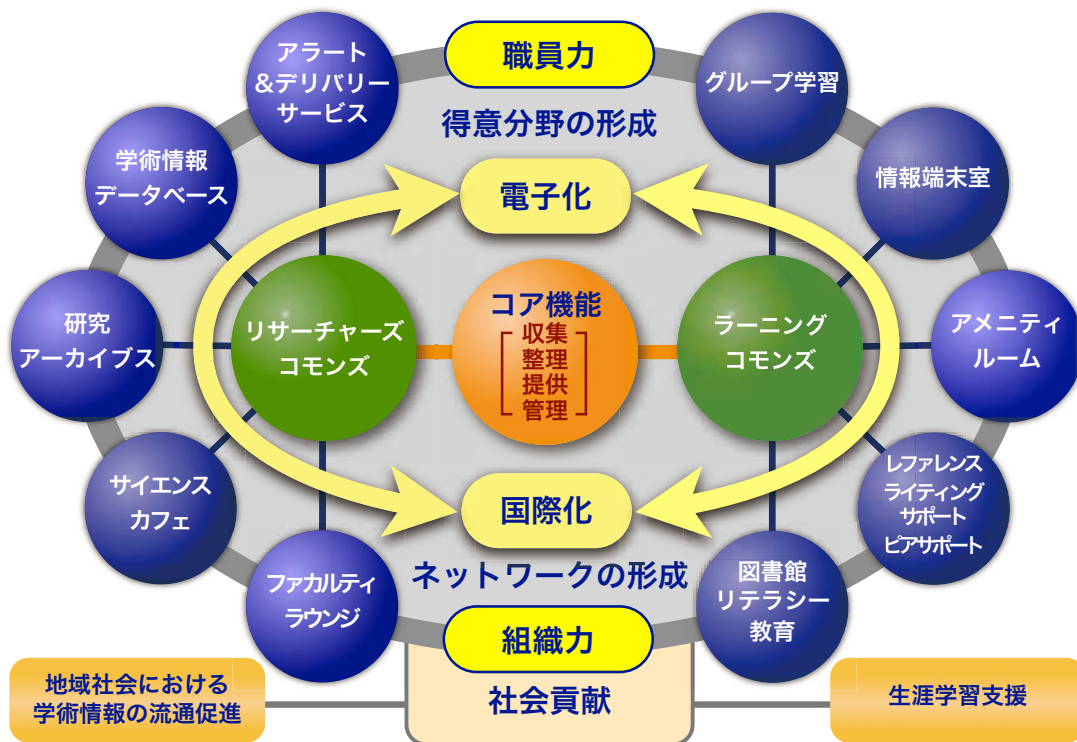 職員力
得意分野の形成
アラート
&デリバリー
サービス
グループ学習
学術情報
データベース
電子化
情報端末室
研究
アーカイブス
リサーチャーズ
コモンズ
コア機能
収集
整理
提供
管理
ラーニング
コモンズ
アメニティ
ルーム
サイエンス
カフェ
国際化
レファレンス
ライティング
サポート
ピアサポート
ファカルティ
ラウンジ
ネットワークの形成
図書館
リテラシー
教育
組織力
地域社会における
学術情報の流通促進
社会貢献
生涯学習支援